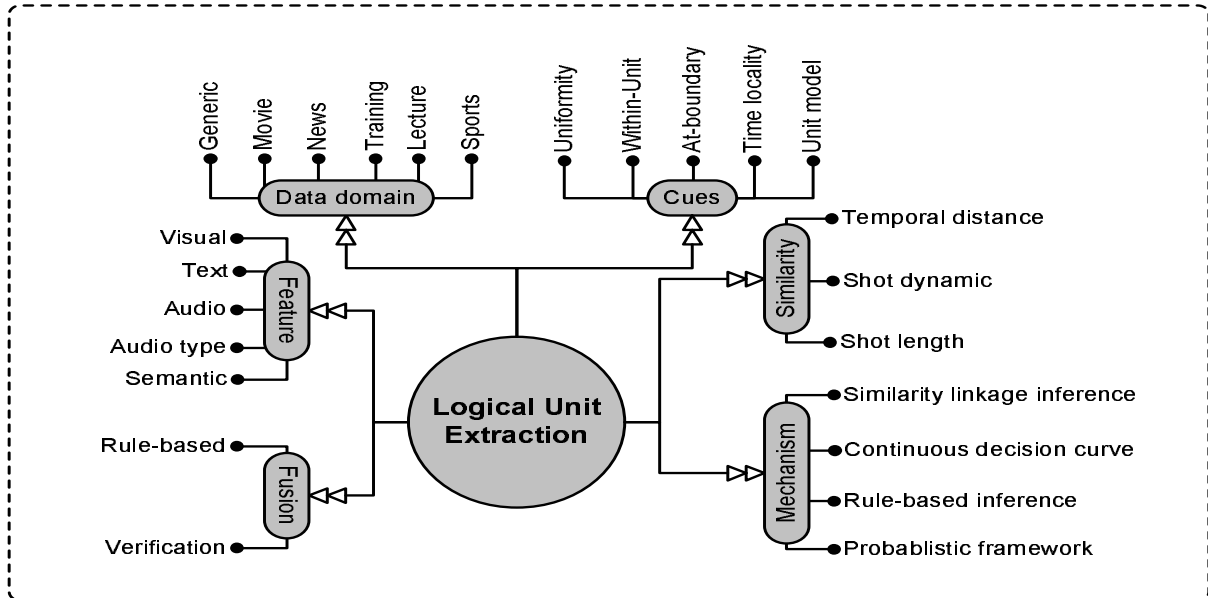 Generic
Movie
News
Training
Lecture
Sports
Data domain
Uniformity
Within-Unit
At-boundary
Time locality
Unit model
Cues
Visual
Text
Audio
Audio type
Semantic
Feature
Rule-based
Verification
Fusion
Logical Unit
Extraction
Similarity
Temporal distance
Shot dynamic
Shot length
Mechanism
Similarity linkage inference
Continuous decision curve
Rule-based inference
Probablistic framework